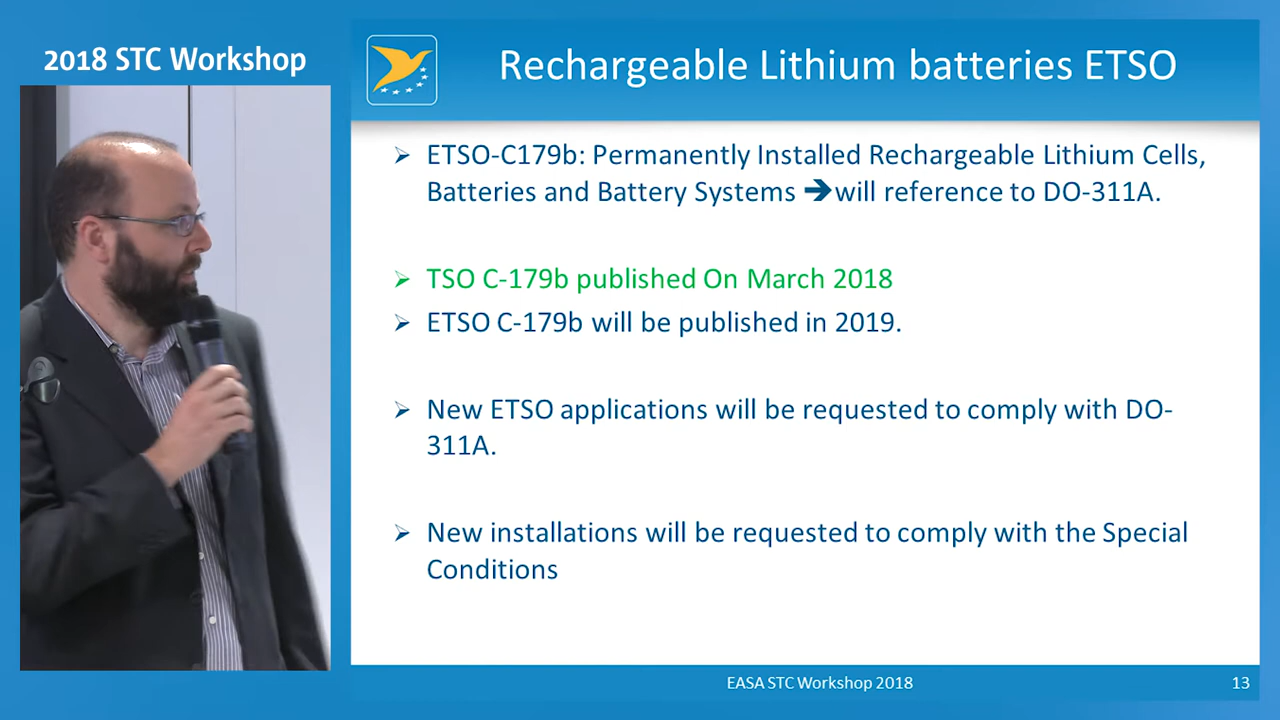 2018 STC Workshop
Rechargeable Lithium batteries ETSO
ETSO-C179b: Permanently Installed Rechargeable Lithium Cells,
Batteries and Battery Systems ➔will reference to DO-311A.
TSO C-179b published On March 2018
ETSO C-179b will be published in 2019.
New ETSO applications will be requested to comply with DO-
311A.
New installations will be requested to comply with the Special
Conditions
EASA STC Workshop 2018
13